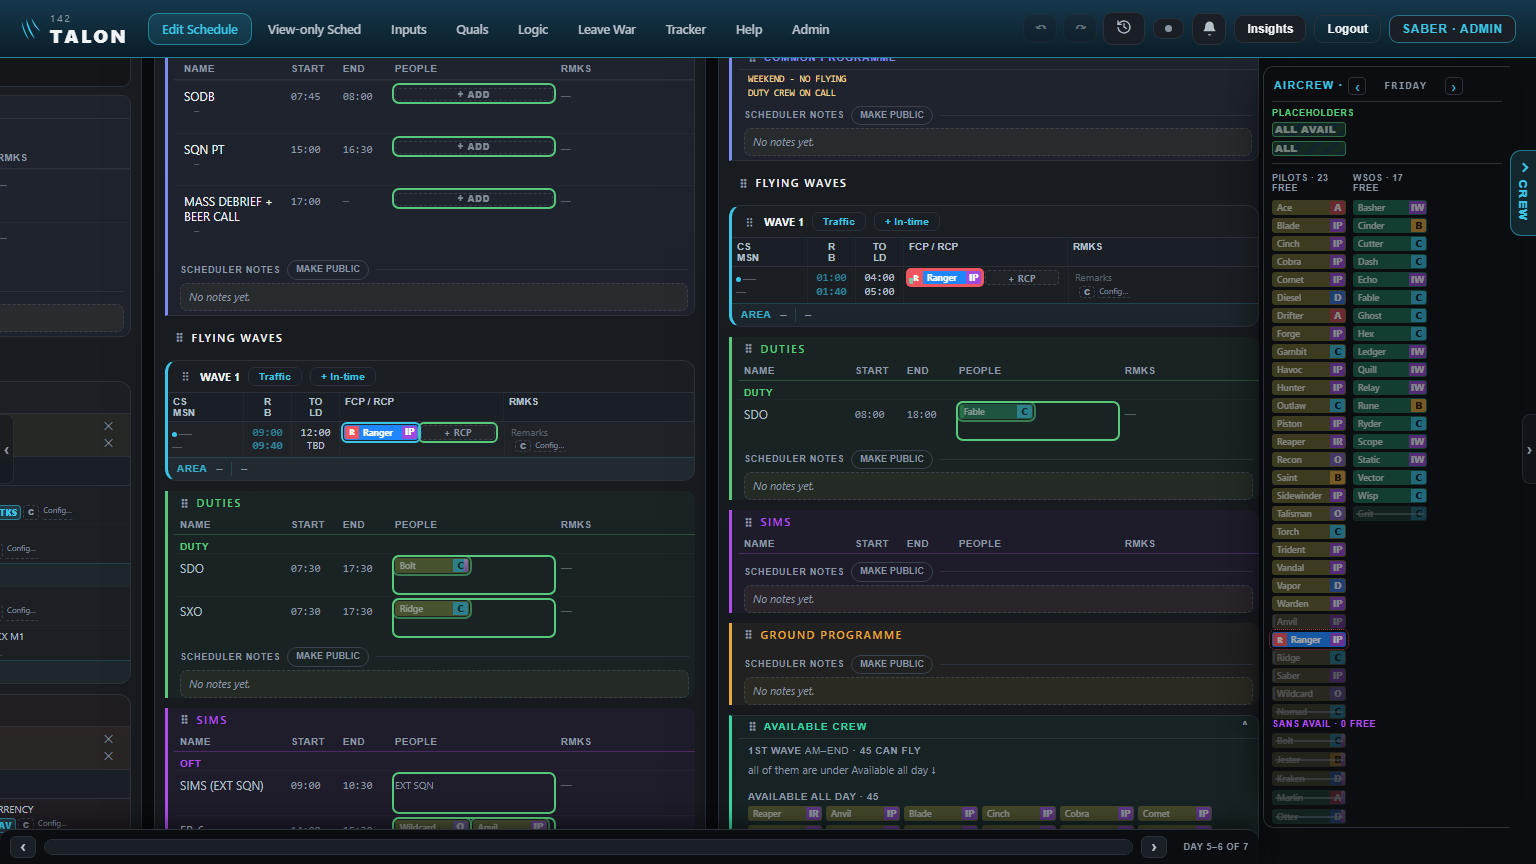 142
TALON
Edit Schedule
View-only Sched
Inputs
Quals
Logic
Leave War
Tracker
Help
Admin
Insights
Logout
SABER · ADMIN
RMKS
—
—
TKS C Config...
Config...
Config...
X M1
RRENCY
AV C Config...
NAME START END PEOPLE RMKS
SODB 07:45 08:00 + ADD —
—
SQN PT 15:00 16:30 + ADD —
—
MASS DEBRIEF + BEER CALL 17:00 — + ADD —
—
SCHEDULER NOTES MAKE PUBLIC
No notes yet.
FLYING WAVES
WAVE 1 Traffic + In-time
CS R TO FCP / RCP RMKS
MSN B LD
— 09:00 12:00 R Ranger IP + RCP Remarks
— 09:40 TBD C Config...
AREA — —
DUTIES
NAME START END PEOPLE RMKS
DUTY
SDO 07:30 17:30 Bolt C —
SXO 07:30 17:30 Ridge C —
SCHEDULER NOTES MAKE PUBLIC
No notes yet.
SIMS
NAME START END PEOPLE RMKS
OFT
SIMS (EXT SQN) 09:00 10:30 EXT SQN —
Wildcard O Anvil IP
COMMON PROGRAMME
WEEKEND - NO FLYING
DUTY CREW ON CALL
SCHEDULER NOTES MAKE PUBLIC
No notes yet.
FLYING WAVES
WAVE 1 Traffic + In-time
CS R TO FCP / RCP RMKS
MSN B LD
— 01:00 04:00 R Ranger IP + RCP Remarks
— 01:40 05:00 C Config...
AREA — —
DUTIES
NAME START END PEOPLE RMKS
DUTY
SDO 08:00 18:00 Fable C —
SCHEDULER NOTES MAKE PUBLIC
No notes yet.
SIMS
NAME START END PEOPLE RMKS
SCHEDULER NOTES MAKE PUBLIC
No notes yet.
GROUND PROGRAMME
SCHEDULER NOTES MAKE PUBLIC
No notes yet.
AVAILABLE CREW
1ST WAVE AM–END · 45 CAN FLY
all of them are under Available all day ↓
AVAILABLE ALL DAY · 45
Reaper IR Anvil IP Blade IP Cinch IP Cobra IP Comet IP
AIRCREW · ‹ FRIDAY ›
PLACEHOLDERS
ALL AVAIL
ALL
PILOTS · 23 FREE
WSOS · 17 FREE
Ace A Basher IW
Blade IP Cinder B
Cinch IP Cutter C
Cobra IP Dash C
Comet IP Echo IW
Diesel D Fable C
Drifter A Ghost C
Forge IP Hex C
Gambit C Ledger IW
Havoc IP Quill IW
Hunter IP Relay IW
Outlaw C Rune B
Piston IP Ryder C
Reaper IR Scope IW
Recon O Static IW
Saint B Vector C
Sidewinder IP Wisp C
Talisman O Grit C
Torch C
Trident IP
Vandal IP
Vapor D
Warden IP
Anvil IP
R Ranger IP
Ridge C
Saber IP
Wildcard O
Nomad C
SANS AVAIL · 0 FREE
Bolt C
Jester B
Kraken D
Marlin A
Otter D
CREW
DAY 5–6 OF 7